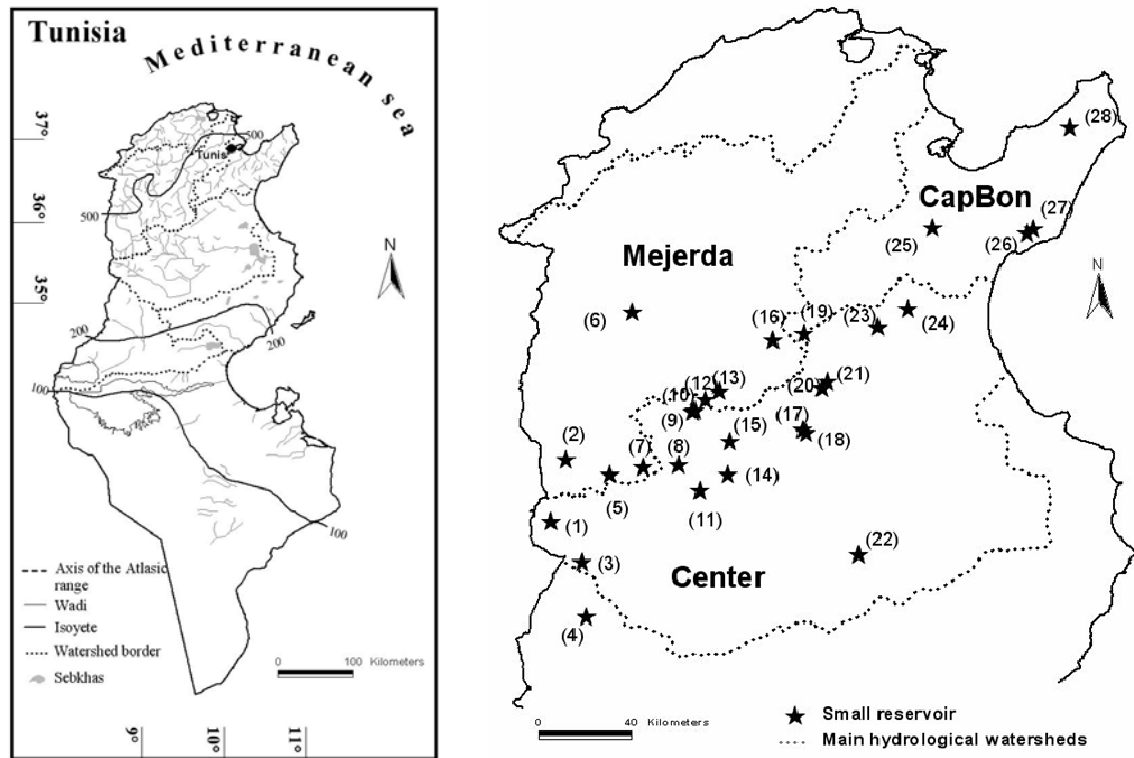 Tunisia
Mediterranean sea
37°
36°
35°
500
Tunis
500
N
200
200
100
100
Axis of the Atlasic
range
Wadi
Isoyete
Watershed border
Sebkhas
0 100 Kilometers
9° 10° 11°
(28)
CapBon
(27)
(25)
(26)
Mejerda
N
(6)
(16)
(19)
(23)
(24)
(12)
(13)
(10)
(20)
(21)
(9)
(2)
(7)
(8)
(15)
(17)
(18)
(5)
(14)
(11)
(1)
(3)
Center
(22)
(4)
0 40 Kilometers
Small reservoir
Main hydrological watersheds